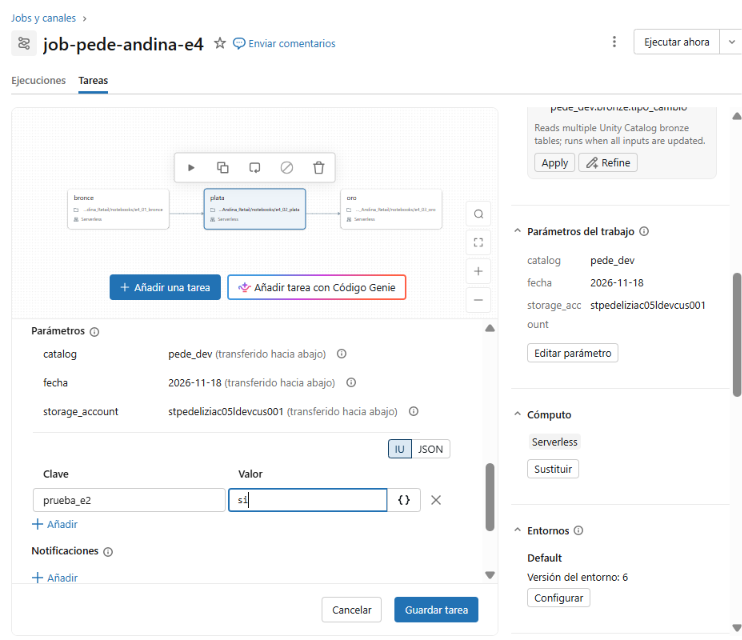 Jobs y canales ›
job-pede-andina-e4 Enviar comentarios
Ejecutar ahora
Ejecuciones Tareas
bronce
Serverless
plata
Serverless
oro
Serverless
+ Añadir una tarea
Añadir tarea con Código Genie
Parámetros
catalog pede_dev (transferido hacia abajo)
fecha 2026-11-18 (transferido hacia abajo)
storage_account stpedeliziac05ldevcus001 (transferido hacia abajo)
IU JSON
Clave Valor
prueba_e2 si {}
+ Añadir
Notificaciones
+ Añadir
Cancelar Guardar tarea
pede_dev.bronze.tipo_cambio
Reads multiple Unity Catalog bronze
tables; runs when all inputs are updated.
Apply Refine
Parámetros del trabajo
catalog pede_dev
fecha 2026-11-18
storage_acc stpedeliziac05ldevcus001
ount
Editar parámetro
Cómputo
Serverless
Sustituir
Entornos
Default
Versión del entorno: 6
Configurar